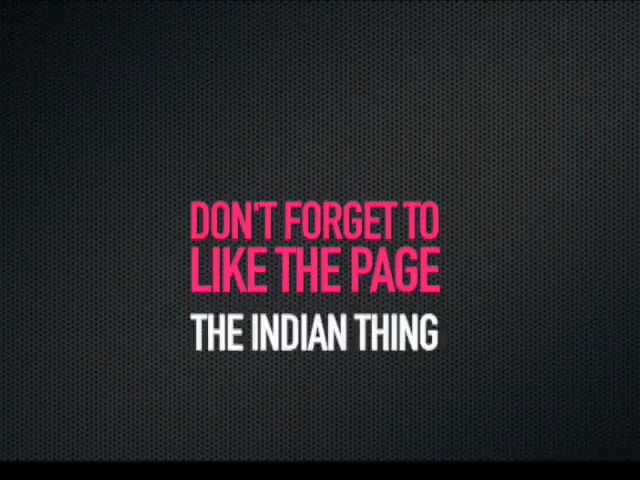 DON'T FORGET TO
LIKE THE PAGE
THE INDIAN THING